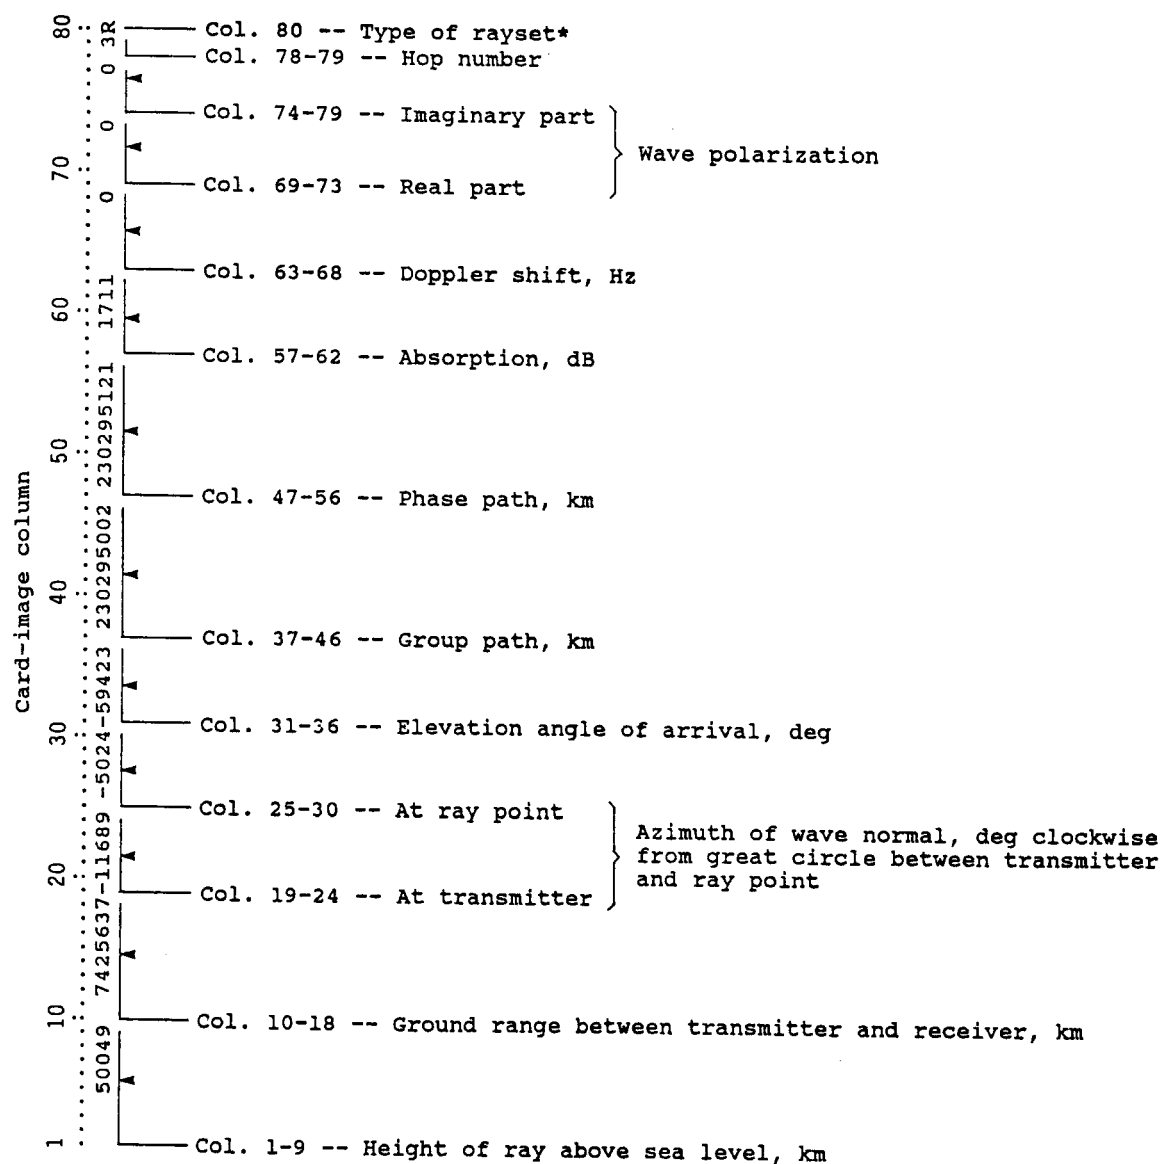 Col. 80 -- Type of rayset*
Col. 78-79 -- Hop number
Col. 74-79 -- Imaginary part
Wave polarization
Col. 69-73 -- Real part
Col. 63-68 -- Doppler shift, Hz
Col. 57-62 -- Absorption, dB
Col. 47-56 -- Phase path, km
Col. 37-46 -- Group path, km
Col. 31-36 -- Elevation angle of arrival, deg
Col. 25-30 -- At ray point
Azimuth of wave normal, deg clockwise
from great circle between transmitter
and ray point
Col. 19-24 -- At transmitter
Col. 10-18 -- Ground range between transmitter and receiver, km
Col. 1-9 -- Height of ray above sea level, km
Card-image column
1 10 20 30 40 50 60 70 80
50049 7425637-11689 -5024-59423 230295002 230295121 1711 0 0 0 3R